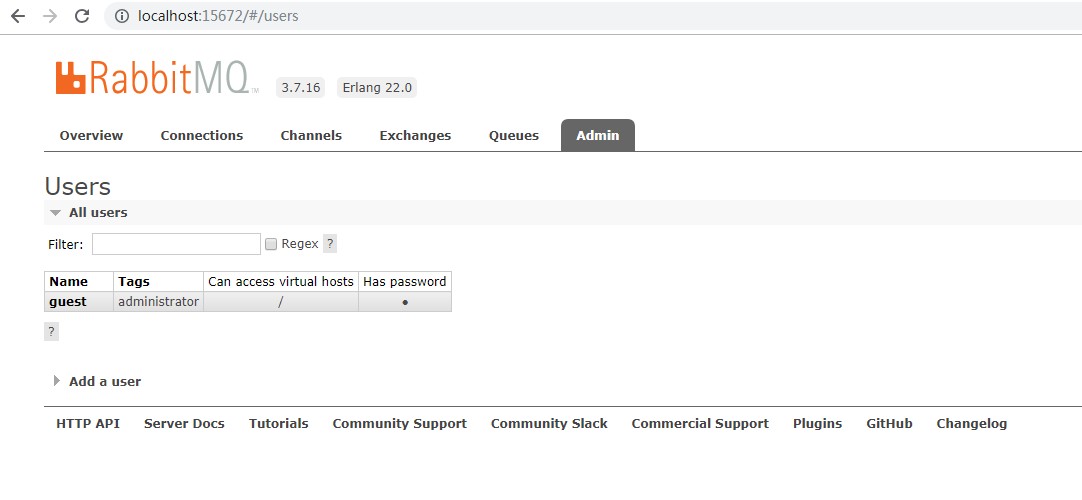 localhost:15672/#/users
RabbitMQ TM 3.7.16 Erlang 22.0
Overview Connections Channels Exchanges Queues Admin
Users
All users
Filter: Regex ?
Name Tags Can access virtual hosts Has password
guest administrator / ●
?
Add a user
HTTP API Server Docs Tutorials Community Support Community Slack Commercial Support Plugins GitHub Changelog